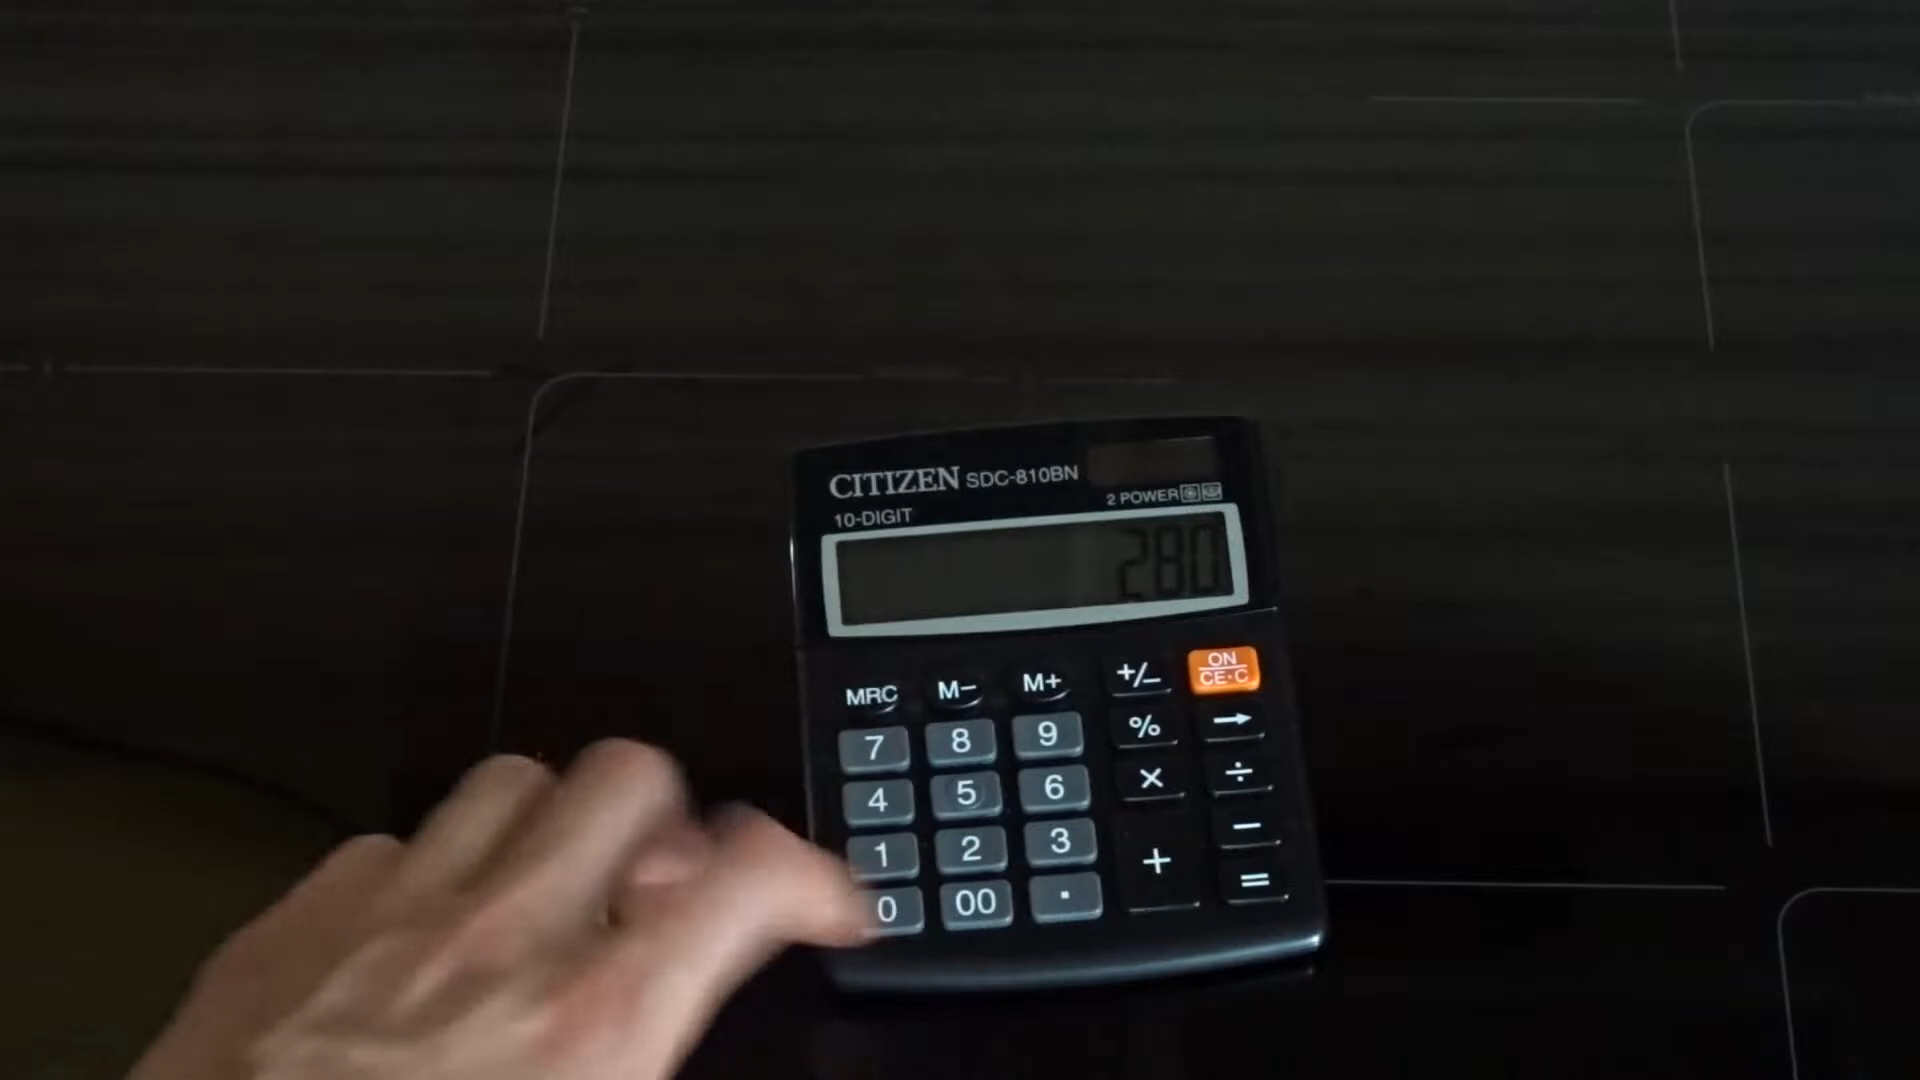 CITIZEN SDC-810BN
10-DIGIT
2 POWER
280
MRC M− M+ +/− ON
CE·C
7 8 9 % →
4 5 6 × ÷
1 2 3 + −
0 00 · =